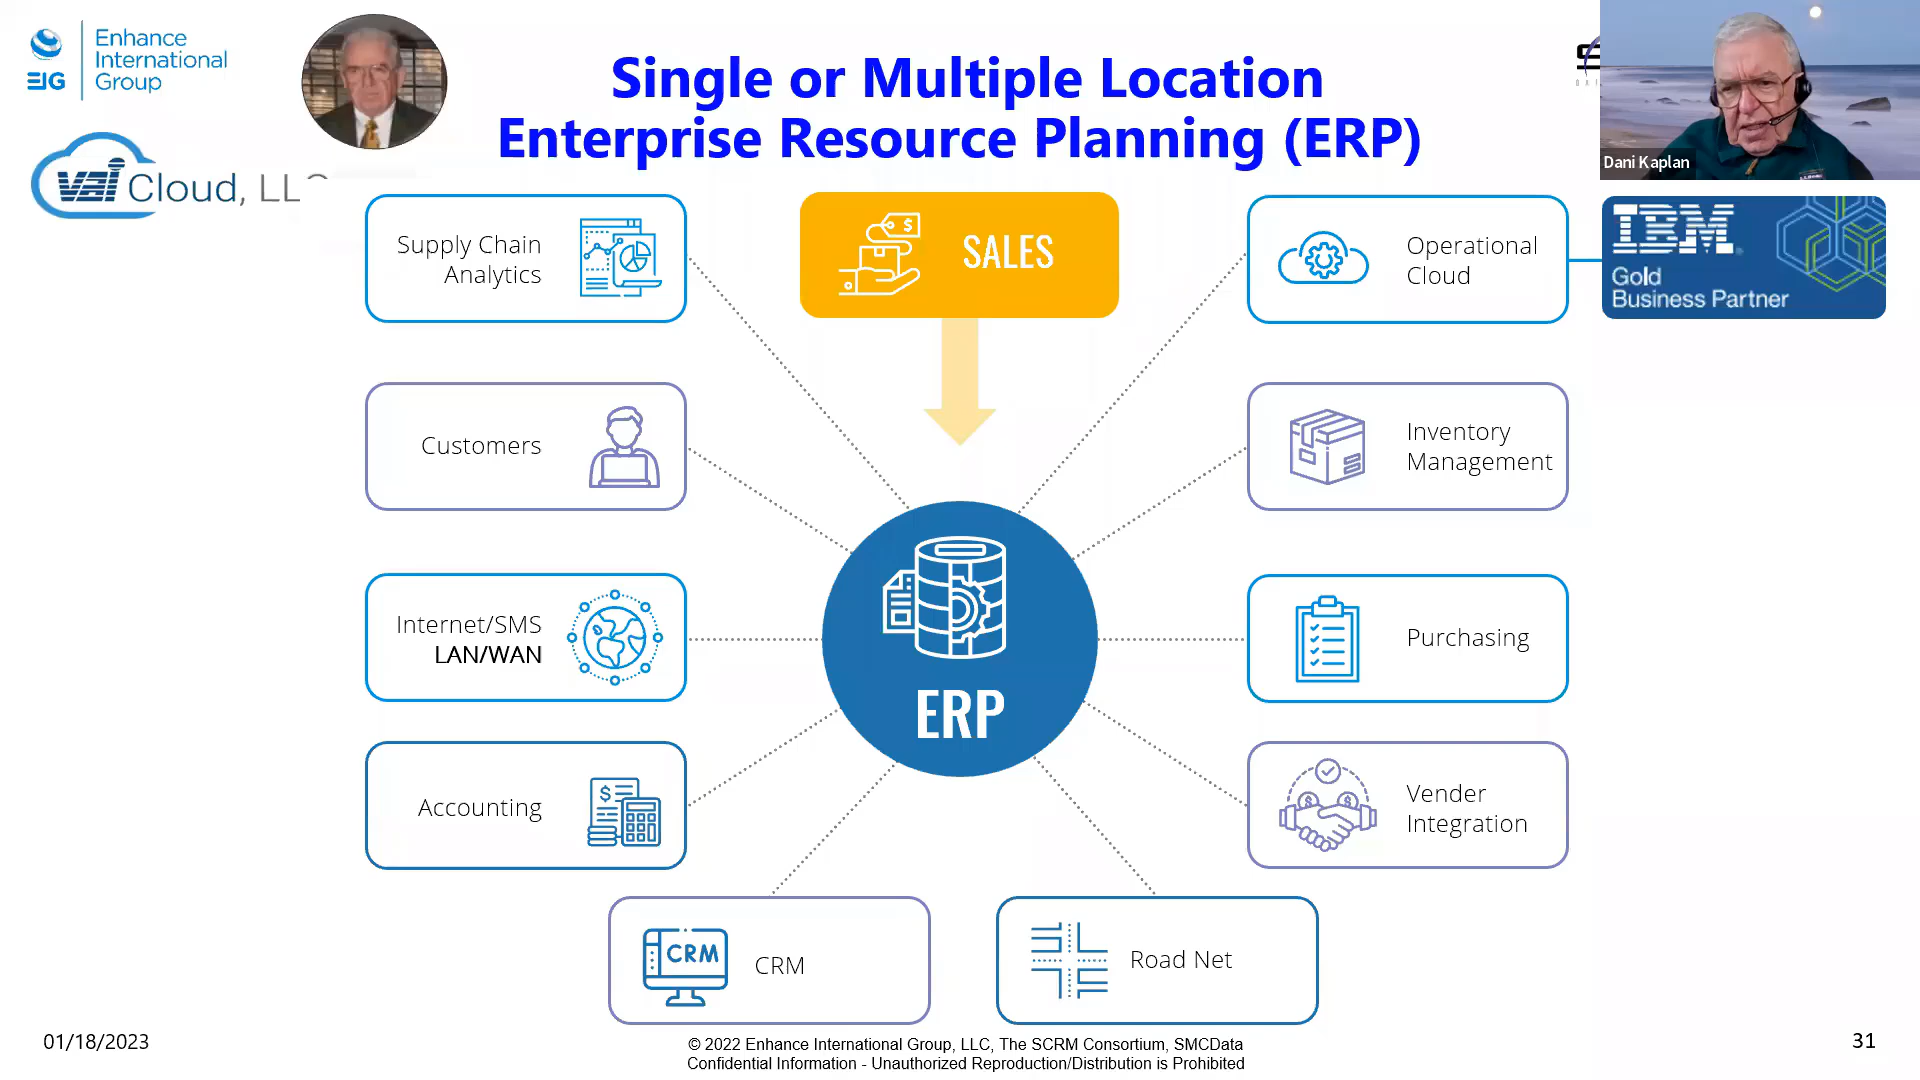 Enhance
International
Group
EIG
vai Cloud, LLC
Single or Multiple Location
Enterprise Resource Planning (ERP)
Dani Kaplan
Supply Chain
Analytics
$
SALES
Operational
Cloud
IBM
Gold
Business Partner
Customers
Inventory
Management
Internet/SMS
LAN/WAN
ERP
Purchasing
Accounting
$
Vender
Integration
$ $
CRM
CRM
Road Net
01/18/2023
© 2022 Enhance International Group, LLC, The SCRM Consortium, SMCData
Confidential Information - Unauthorized Reproduction/Distribution is Prohibited
31